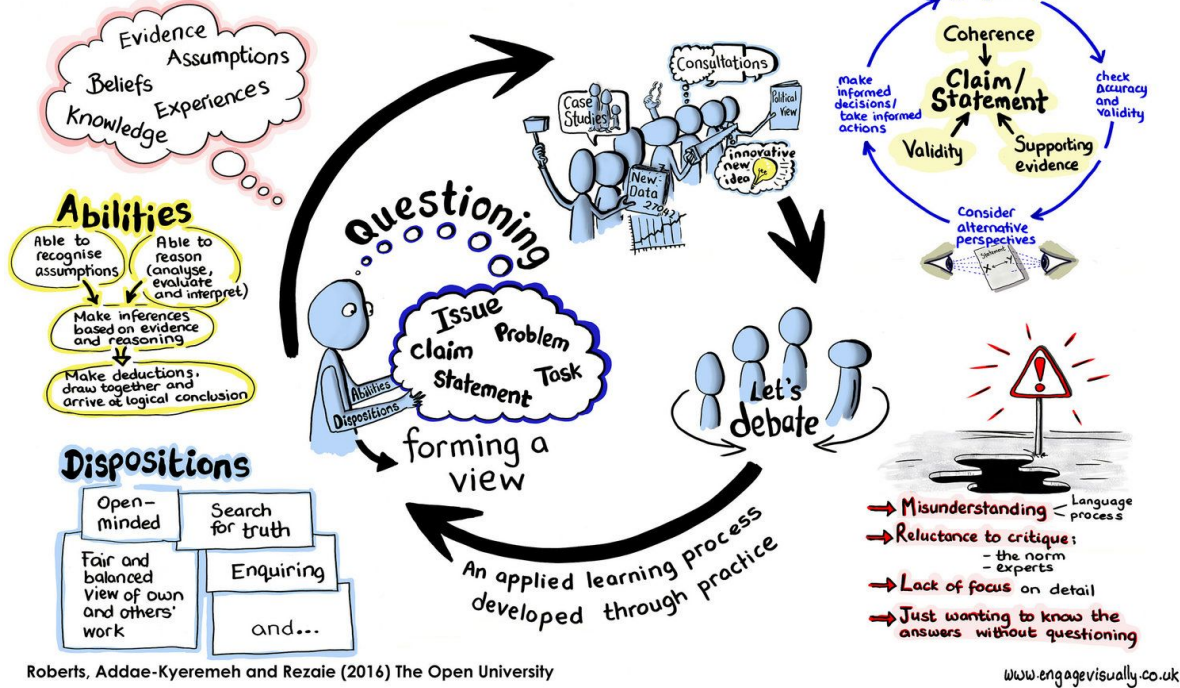 Evidence
Assumptions
Beliefs
Experiences
Knowledge
Abilities
Able to
recognise
assumptions
Able to
reason
(analyse,
evaluate
and interpret)
Make inferences
based on evidence
and reasoning
Make deductions,
draw together and
arrive at logical conclusion
Dispositions
Open-
minded
Search
for truth
Fair and
balanced
view of own
and others'
work
Enquiring
and...
Questioning
Issue
Problem
Claim
Statement
Task
Abilities
Dispositions
forming a
view
Case
Studies
Consultations
Political
View
innovative
new
idea
New
Data
27043
Let's
debate
An applied learning process
developed through practice
Coherence
Claim/
Statement
Validity
Supporting
evidence
make
informed
decisions/
take informed
actions
check
Accuracy
and
validity
Consider
alternative
perspectives
Statement
X Y
Misunderstanding
Language
process
Reluctance to critique:
- the norm
- experts
Lack of focus on detail
Just wanting to know the
answers without questioning
Roberts, Addae-Kyeremeh and Rezaie (2016) The Open University
www.engagevisually.co.uk